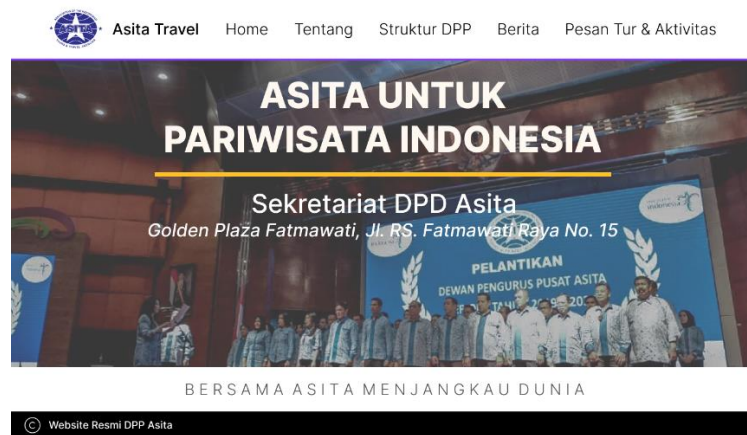 ASITA
Asita Travel Home Tentang Struktur DPP Berita Pesan Tur & Aktivitas
ASITA UNTUK
PARIWISATA INDONESIA
Sekretariat DPD Asita
Golden Plaza Fatmawati, Jl. RS. Fatmawati Raya No. 15
PELANTIKAN
DEWAN PENGURUS PUSAT ASITA
BERSAMA ASITA MENJANGKAU DUNIA
© Website Resmi DPP Asita